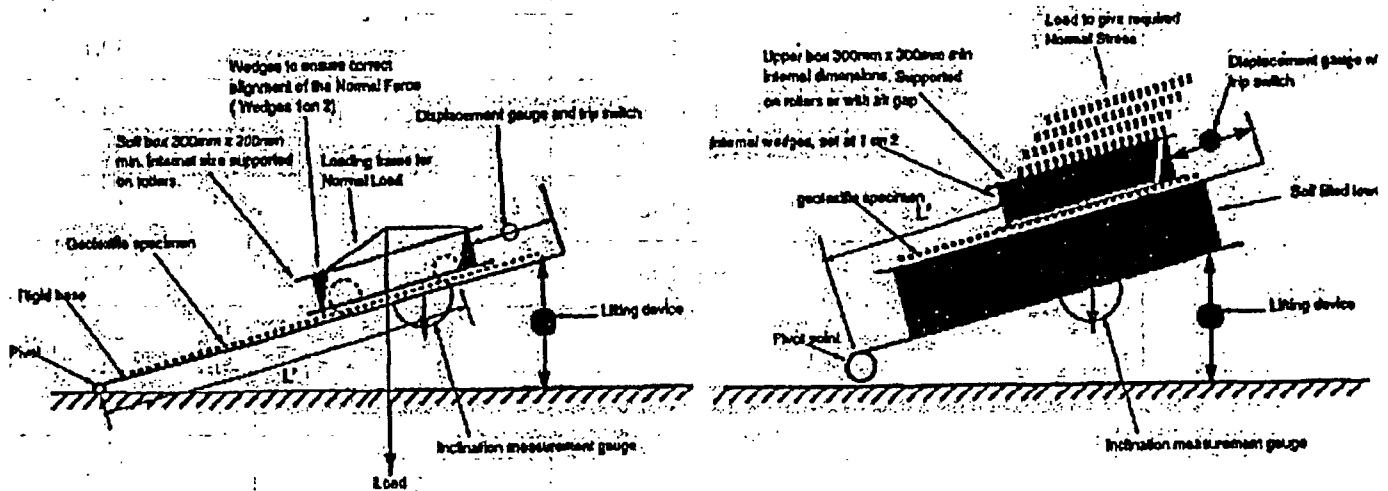 Wedges to ensure correct
alignment of the Normal Force
( Wedges 1 on 2)
Displacement gauge and trip switch
Soil box 300mm x 300mm
min. internal size supported
on rollers.
Loading frame for
Normal Load
Geotextile specimen
Rigid base
Pivot
L'
Lifting device
Inclination measurement gauge
Load
Load to give required
Normal Stress
Upper box 300mm x 300mm min
internal dimensions. Supported
on rollers or with air gap
Displacement gauge w
trip switch
Internal wedges, set at 1 on 2
geotextile specimen
L'
Soil filled low
Lifting device
Pivot point
Inclination measurement gauge